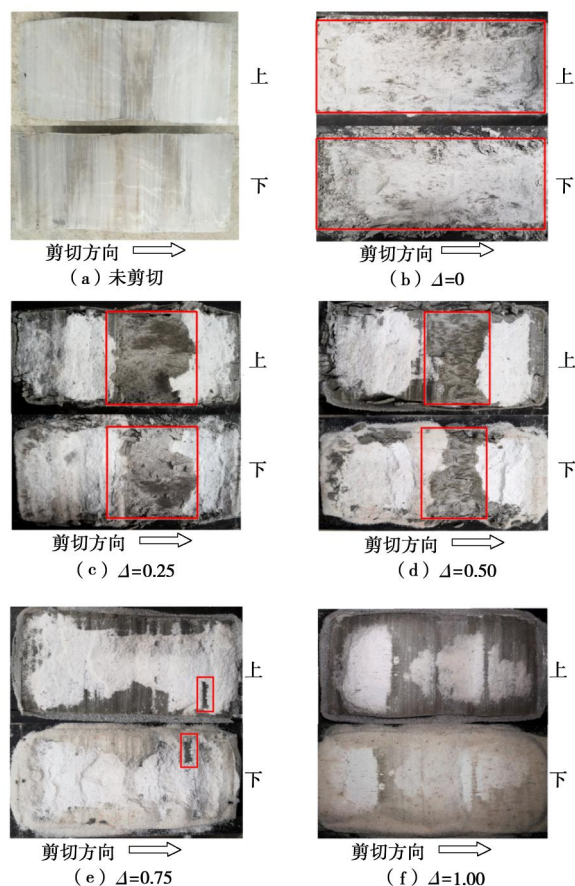 上
下
剪切方向
(a)未剪切
上
下
剪切方向
(b)Δ=0
上
下
剪切方向
(c)Δ=0.25
上
下
剪切方向
(d)Δ=0.50
上
下
剪切方向
(e)Δ=0.75
上
下
剪切方向
(f)Δ=1.00